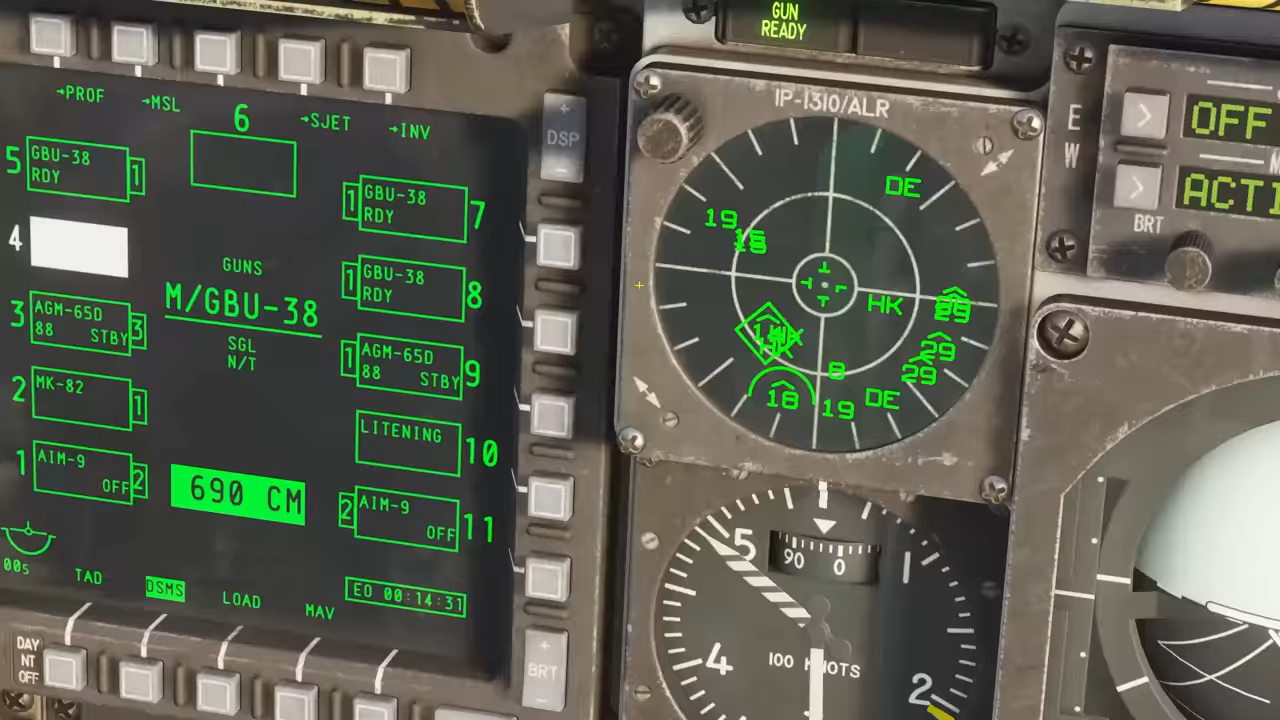 →PROF
→MSL
6
→SJET
→INV
5
GBU-38
RDY
1
1
GBU-38
RDY
7
4
GUNS
M/GBU-38
SGL
N/T
1
GBU-38
RDY
8
3
AGM-65D
88 STBY
3
1
AGM-65D
88 STBY
9
2
MK-82
1
LITENING
10
1
AIM-9
OFF
2
690 CM
2
AIM-9
OFF
11
00s
TAD
DSMS
LOAD
MAV
EO 00:14:31
DAY
NT
OFF
+
DSP
-
+
BRT
-
GUN
READY
IP-1310/ALR
DE
19
HK
29
29
29
8
18
19
DE
E
W
OFF
ACTI
BRT
5
90 0
1
4
100 KNOTS
2